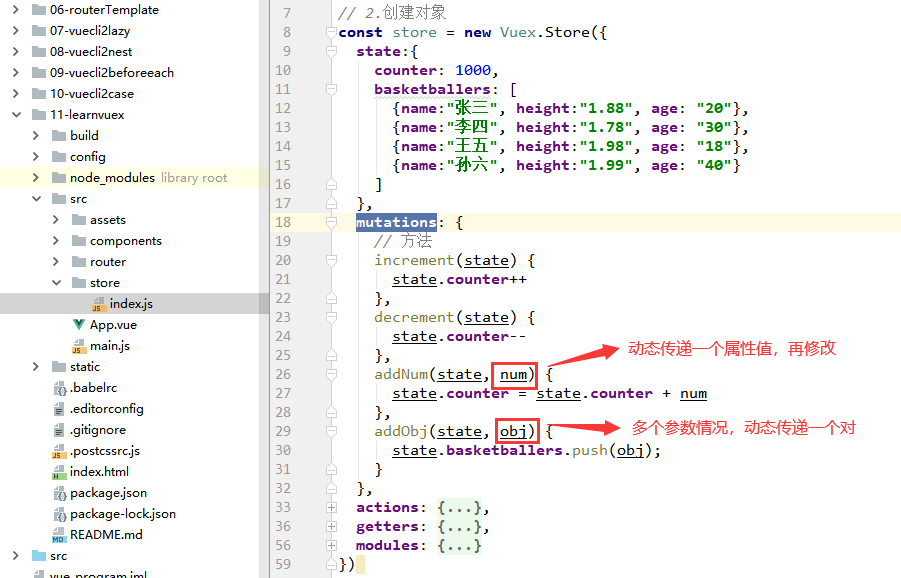 06-routerTemplate
07-vuecli2lazy
08-vuecli2nest
09-vuecli2beforeeach
10-vuecli2case
11-learnvuex
build
config
node_modules library root
src
assets
components
router
store
index.js
App.vue
main.js
static
.babelrc
.editorconfig
.gitignore
.postcssrc.js
index.html
package.json
package-lock.json
README.md
src
vue_program.iml
7 // 2.创建对象
8 const store = new Vuex.Store({
9 state:{
10 counter: 1000,
11 basketballers: [
12 {name:"张三", height:"1.88", age: "20"},
13 {name:"李四", height:"1.78", age: "30"},
14 {name:"王五", height:"1.98", age: "18"},
15 {name:"孙六", height:"1.99", age: "40"}
16 ]
17 },
18 mutations: {
19 // 方法
20 increment(state) {
21 state.counter++
22 },
23 decrement(state) {
24 state.counter--
25 },
26 addNum(state, num) {
动态传递一个属性值，再修改
27 state.counter = state.counter + num
28 },
29 addObj(state, obj) {
多个参数情况，动态传递一个对
30 state.basketballers.push(obj);
31 }
32 },
33 actions: {...},
36 getters: {...},
56 modules: {...}
59 })